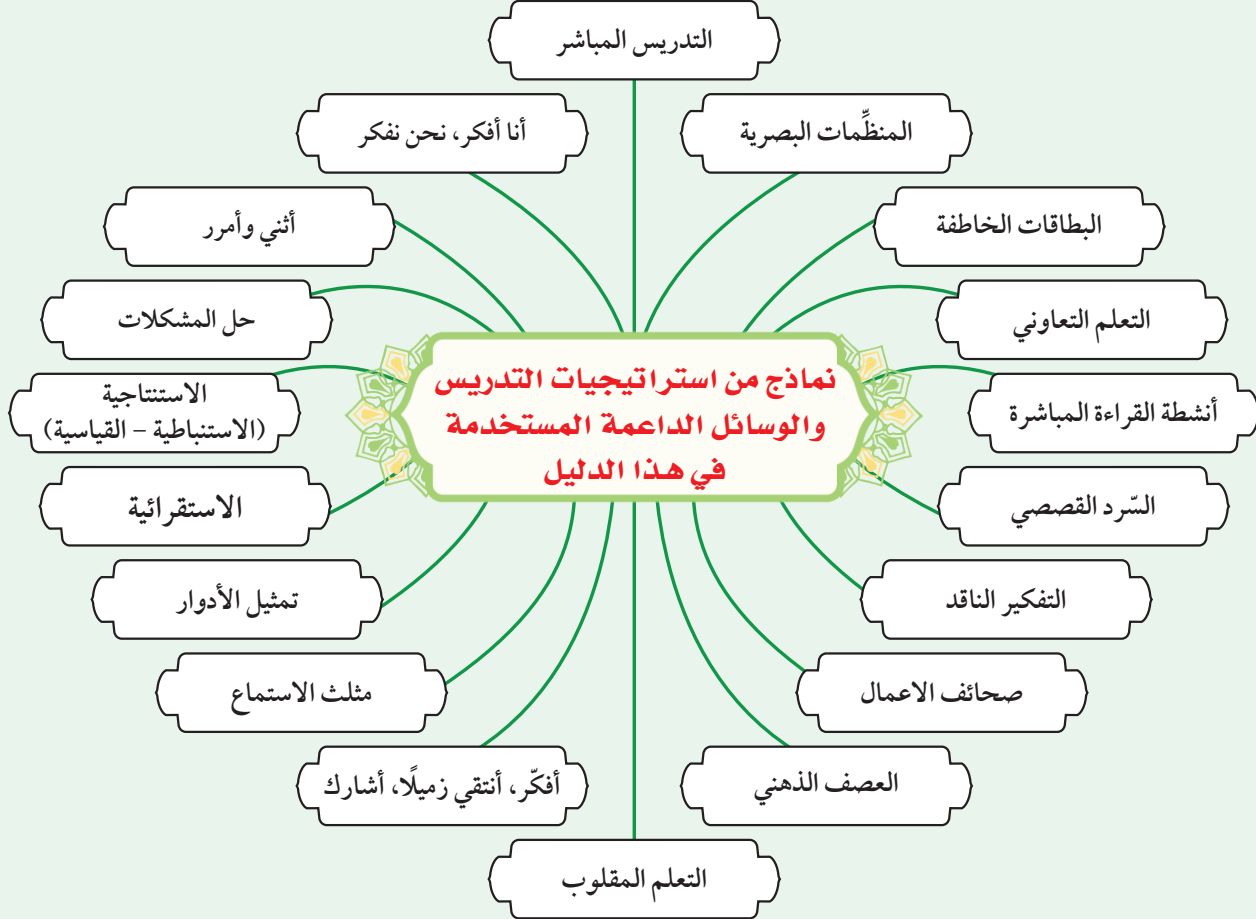 التدريس المباشر
المنظِّمات البصرية
أنا أفكر، نحن نفكر
البطاقات الخاطفة
أثني وأمرر
التعلم التعاوني
حل المشكلات
نماذج من استراتيجيات التدريس
والوسائل الداعمة المستخدمة
في هذا الدليل
أنشطة القراءة المباشرة
الاستنتاجية
(الاستنباطية – القياسية)
السّرد القصصي
الاستقرائية
التفكير الناقد
تمثيل الأدوار
صحائف الاعمال
مثلث الاستماع
العصف الذهني
أفكّر، أنتقي زميلًا، أشارك
التعلم المقلوب